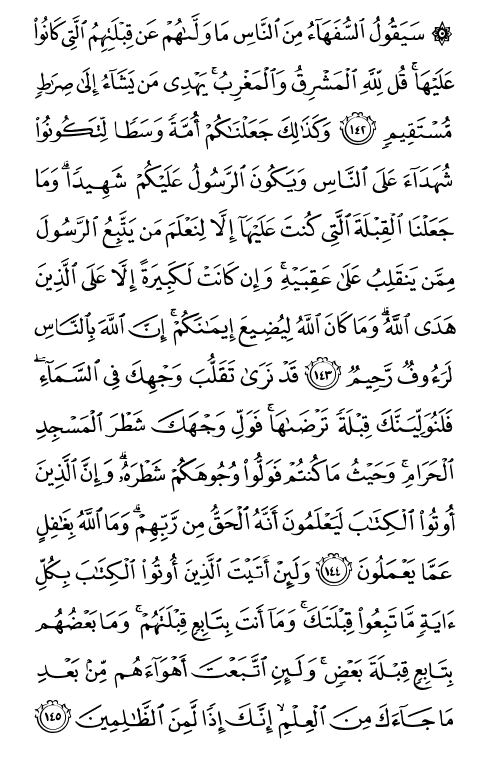 ۞ سَيَقُولُ ٱلسُّفَهَآءُ مِنَ ٱلنَّاسِ مَا وَلَّىٰهُمْ عَن قِبْلَتِهِمُ ٱلَّتِى كَانُوا۟
عَلَيْهَا ۚ قُل لِّلَّهِ ٱلْمَشْرِقُ وَٱلْمَغْرِبُ ۚ يَهْدِى مَن يَشَآءُ إِلَىٰ صِرَٰطٍ
مُّسْتَقِيمٍ ١٤٢ وَكَذَٰلِكَ جَعَلْنَٰكُمْ أُمَّةً وَسَطًا لِّتَكُونُوا۟
شُهَدَآءَ عَلَى ٱلنَّاسِ وَيَكُونَ ٱلرَّسُولُ عَلَيْكُمْ شَهِيدًا ۗ وَمَا
جَعَلْنَا ٱلْقِبْلَةَ ٱلَّتِى كُنتَ عَلَيْهَآ إِلَّا لِنَعْلَمَ مَن يَتَّبِعُ ٱلرَّسُولَ
مِمَّن يَنقَلِبُ عَلَىٰ عَقِبَيْهِ ۚ وَإِن كَانَتْ لَكَبِيرَةً إِلَّا عَلَى ٱلَّذِينَ
هَدَى ٱللَّهُ ۗ وَمَا كَانَ ٱللَّهُ لِيُضِيعَ إِيمَٰنَكُمْ ۚ إِنَّ ٱللَّهَ بِٱلنَّاسِ
لَرَءُوفٌ رَّحِيمٌ ١٤٣ قَدْ نَرَىٰ تَقَلُّبَ وَجْهِكَ فِى ٱلسَّمَآءِ ۖ
فَلَنُوَلِّيَنَّكَ قِبْلَةً تَرْضَىٰهَا ۚ فَوَلِّ وَجْهَكَ شَطْرَ ٱلْمَسْجِدِ
ٱلْحَرَامِ ۚ وَحَيْثُ مَا كُنتُمْ فَوَلُّوا۟ وُجُوهَكُمْ شَطْرَهُۥ ۗ وَإِنَّ ٱلَّذِينَ
أُوتُوا۟ ٱلْكِتَٰبَ لَيَعْلَمُونَ أَنَّهُ ٱلْحَقُّ مِن رَّبِّهِمْ ۗ وَمَا ٱللَّهُ بِغَٰفِلٍ
عَمَّا يَعْمَلُونَ ١٤٤ وَلَئِنْ أَتَيْتَ ٱلَّذِينَ أُوتُوا۟ ٱلْكِتَٰبَ بِكُلِّ
ءَايَةٍ مَّا تَبِعُوا۟ قِبْلَتَكَ ۚ وَمَآ أَنتَ بِتَابِعٍ قِبْلَتَهُمْ ۚ وَمَا بَعْضُهُم
بِتَابِعٍ قِبْلَةَ بَعْضٍ ۚ وَلَئِنِ ٱتَّبَعْتَ أَهْوَآءَهُم مِّنۢ بَعْدِ
مَا جَآءَكَ مِنَ ٱلْعِلْمِ ۙ إِنَّكَ إِذًا لَّمِنَ ٱلظَّٰلِمِينَ ١٤٥